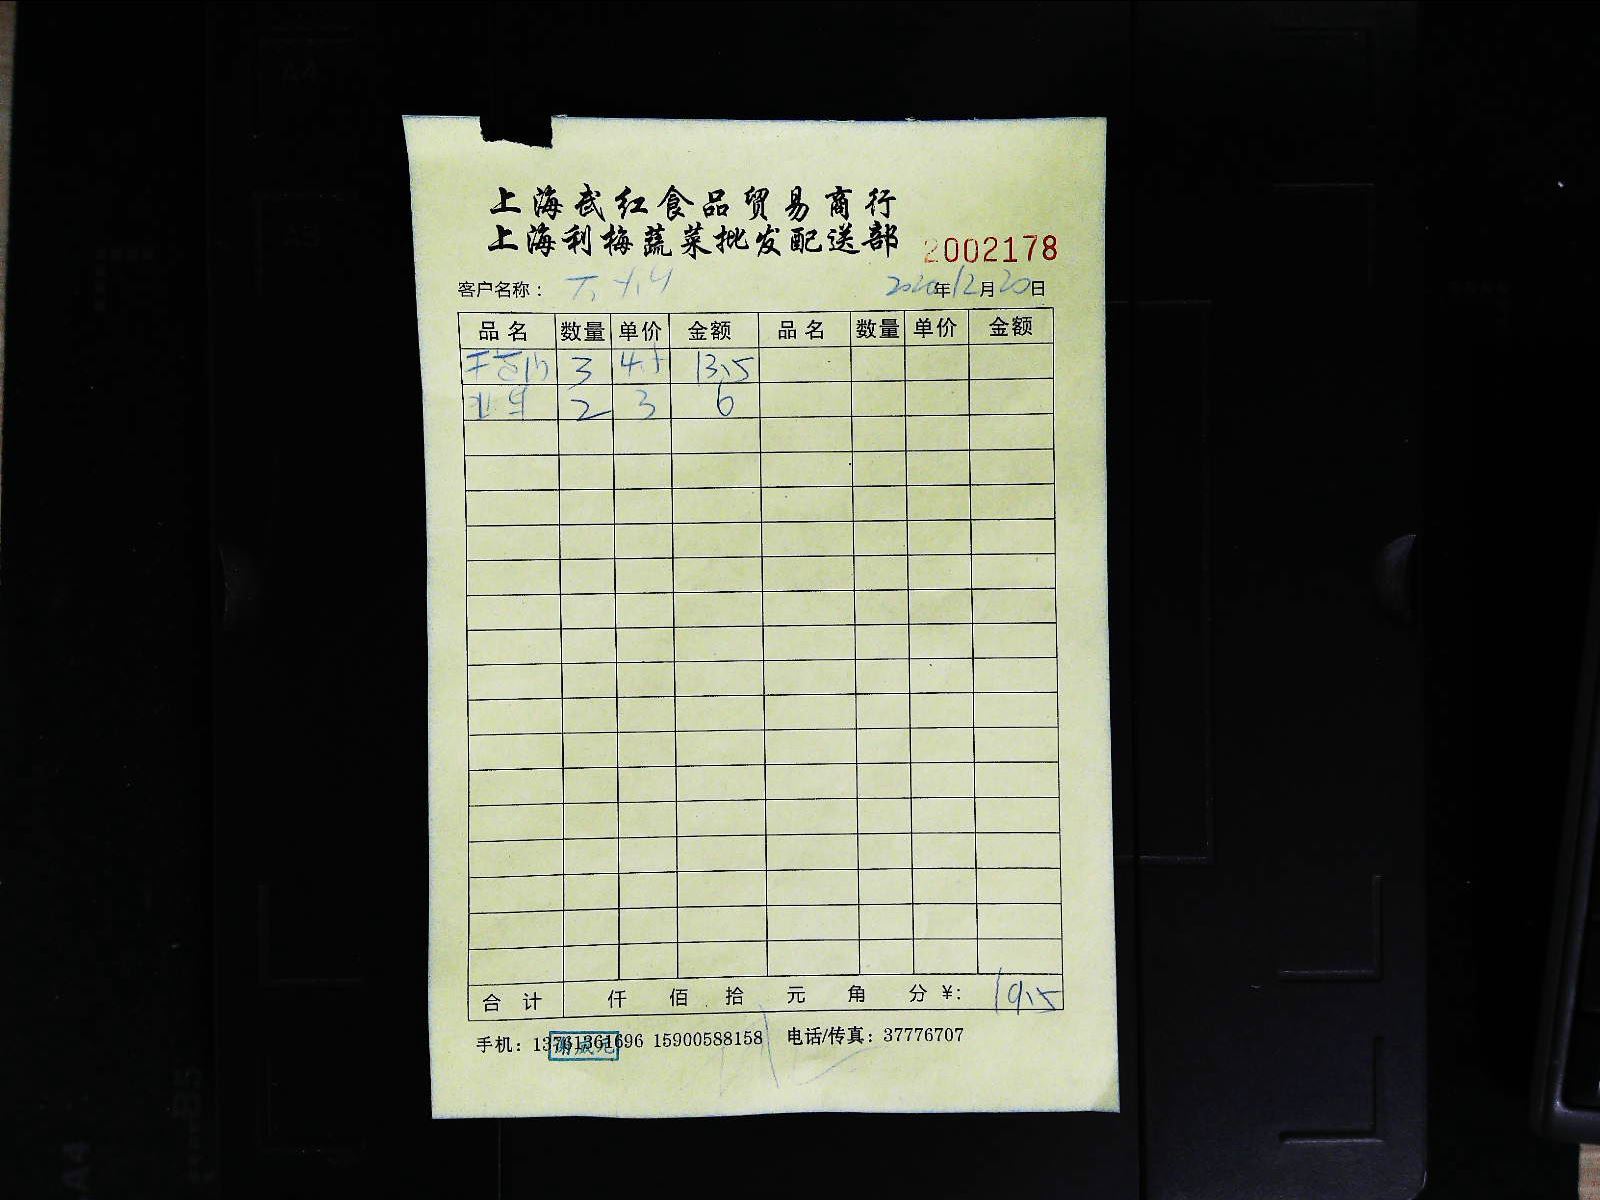 上海武红食品贸易商行
上海利梅蔬菜批发配送部 2002178
客户名称： 2020年12月20日
品名 数量 单价 金额 品名 数量 单价 金额
3 4.5 13.5
2 3 6
合计 仟 佰 拾 元 角 分 ¥: 19.5
手机：13761361696 15900588158 电话/传真：37776707